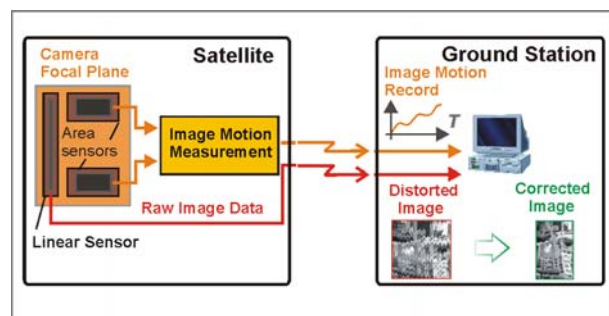 Satellite
Camera
Focal Plane
Area
sensors
Image Motion
Measurement
Raw Image Data
Linear Sensor
Ground Station
Image Motion
Record
T
Distorted
Image
Corrected
Image